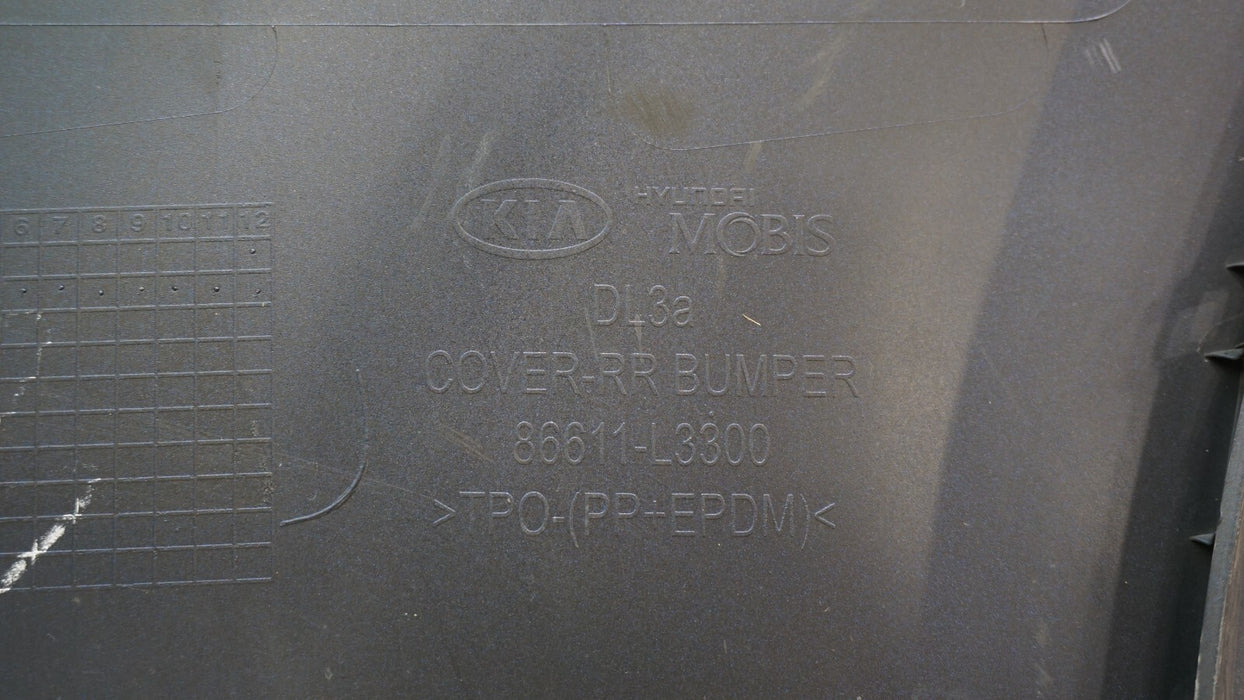 KIA HYUNDAI MOBIS
DL3a
COVER-RR BUMPER
86611-L3300
>TPO-(PP+EPDM)<
6 7 8 9 10 11 12